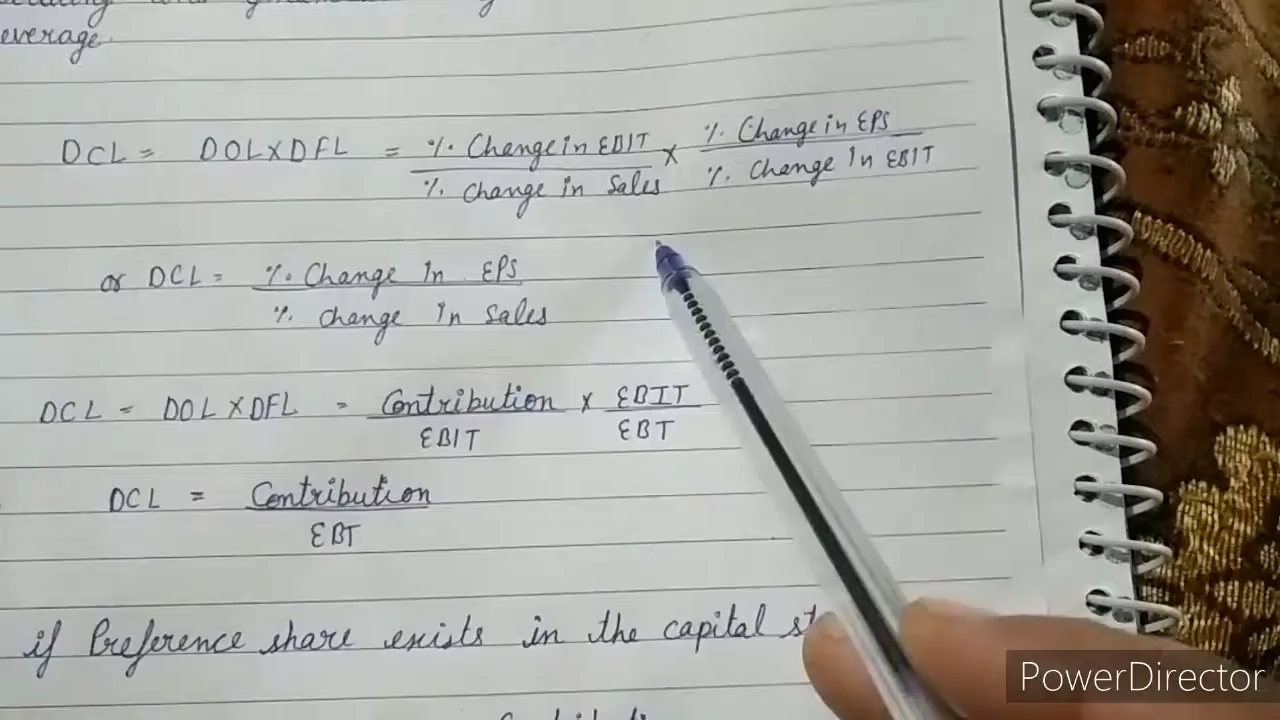 everage.
DCL = DOL X DFL = % Change in EBIT / % Change in Sales X % Change in EPS / % Change In EBIT
or DCL = % Change In EPS / % Change In Sales
DCL = DOL X DFL = Contribution / EBIT X EBIT / EBT
DCL = Contribution / EBT
if Preference share exists in the capital st
PowerDirector